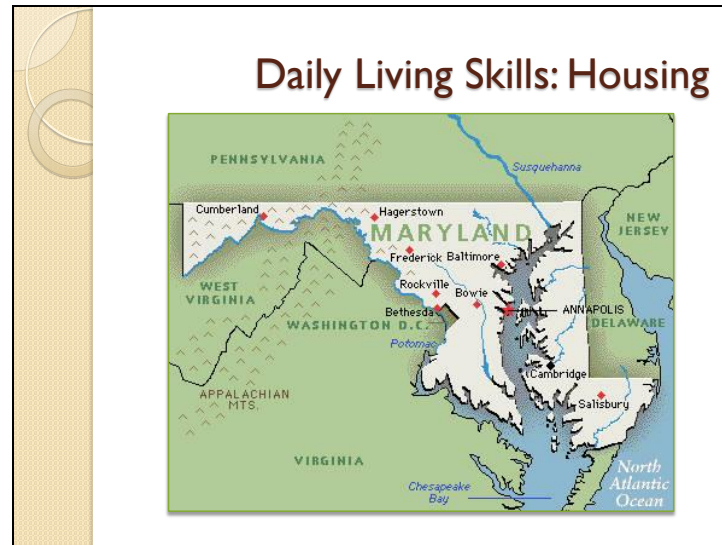 Daily Living Skills: Housing
PENNSYLVANIA
Susquehanna
Cumberland
Hagerstown
NEW
JERSEY
MARYLAND
Frederick Baltimore
WEST
VIRGINIA
Rockville
Bowie
Bethesda
ANNAPOLIS
WASHINGTON D.C.
DELAWARE
Potomac
Cambridge
APPALACHIAN
MTS.
Salisbury
VIRGINIA
North
Atlantic
Ocean
Chesapeake
Bay